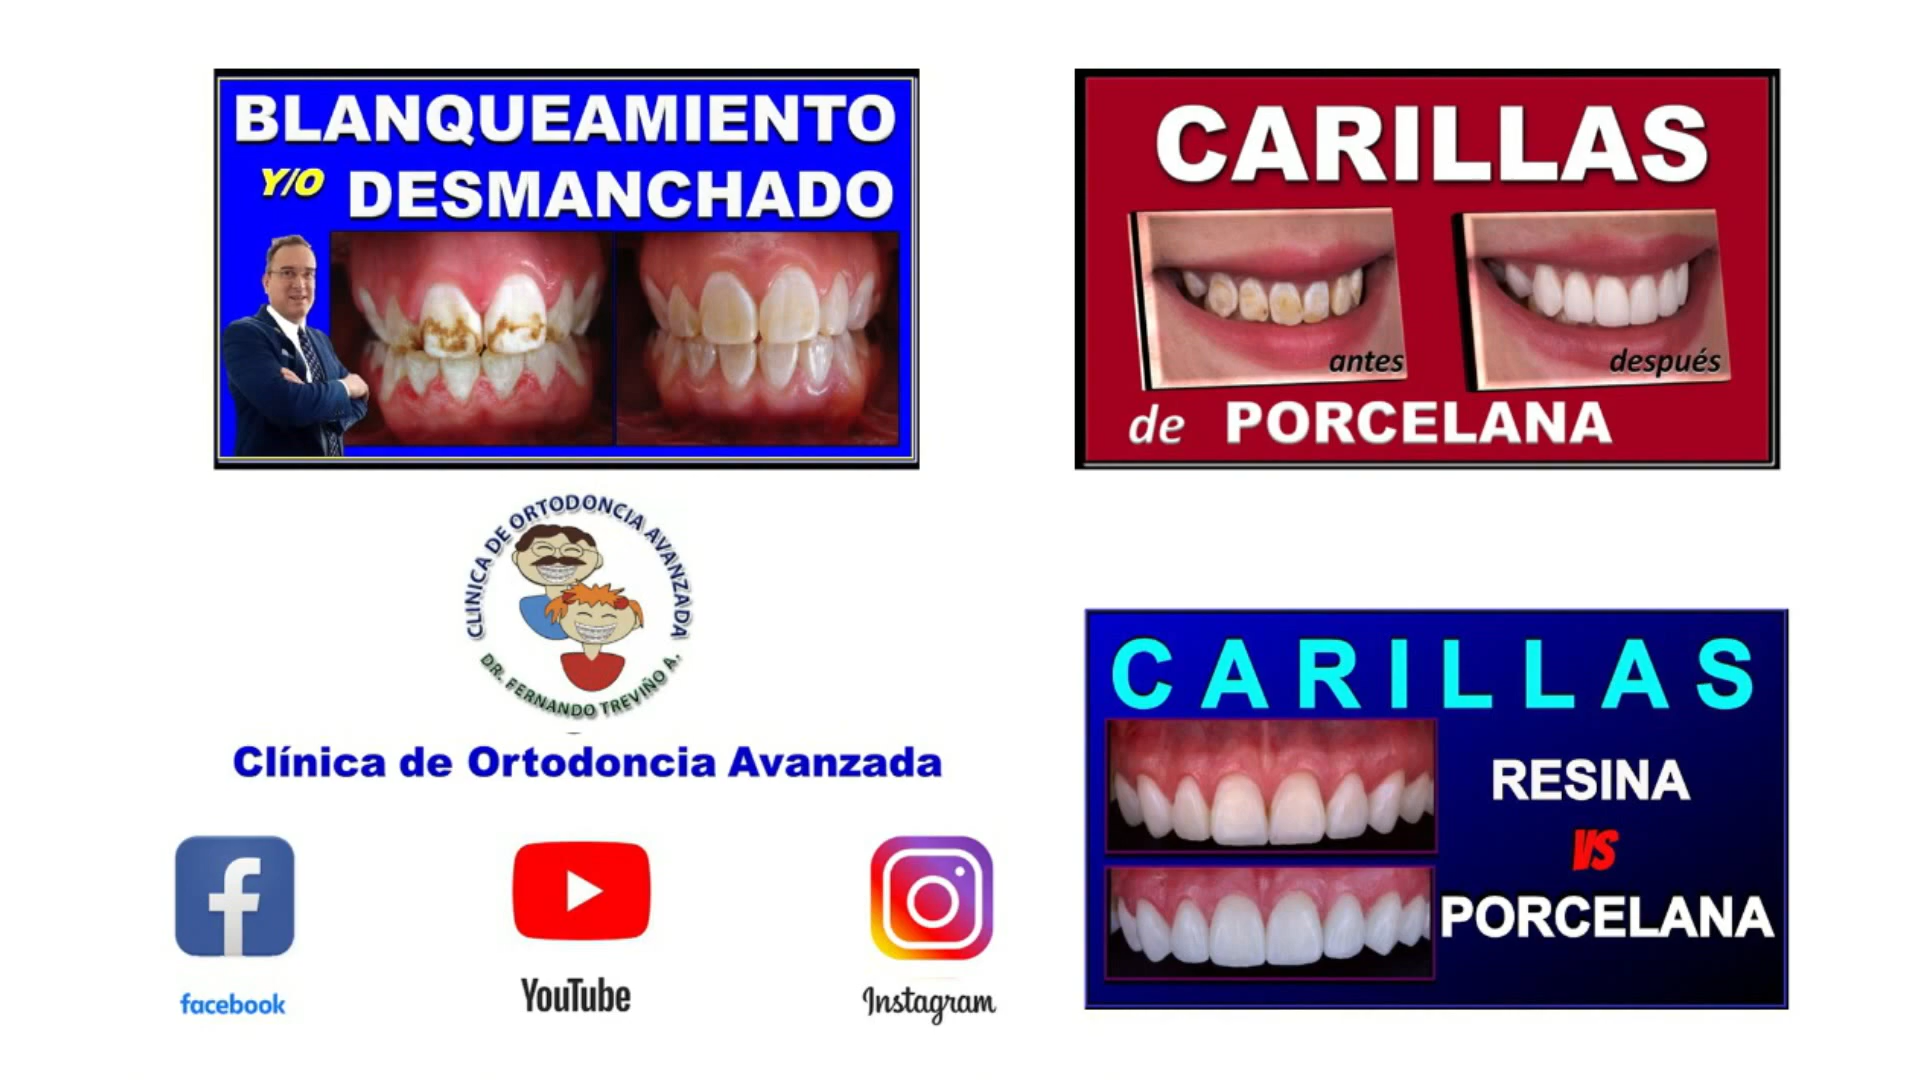 BLANQUEAMIENTO
Y/O DESMANCHADO
CARILLAS
antes
después
de PORCELANA
CLINICA DE ORTODONCIA AVANZADA
DR. FERNANDO TREVIÑO A.
Clínica de Ortodoncia Avanzada
facebook
YouTube
Instagram
CARILLAS
RESINA
VS
PORCELANA